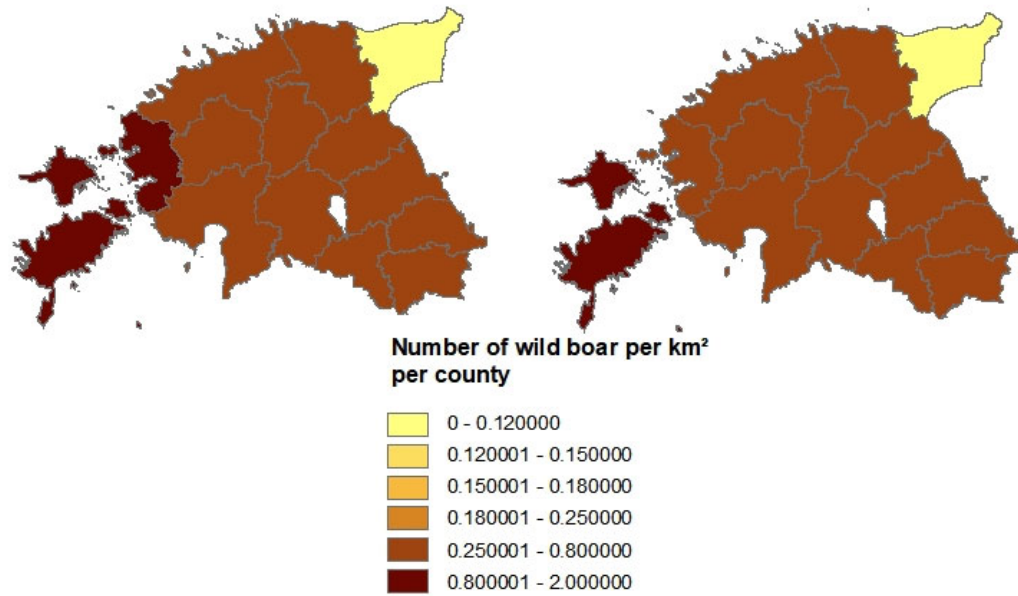 Number of wild boar per km²
per county
0 - 0.120000
0.120001 - 0.150000
0.150001 - 0.180000
0.180001 - 0.250000
0.250001 - 0.800000
0.800001 - 2.000000